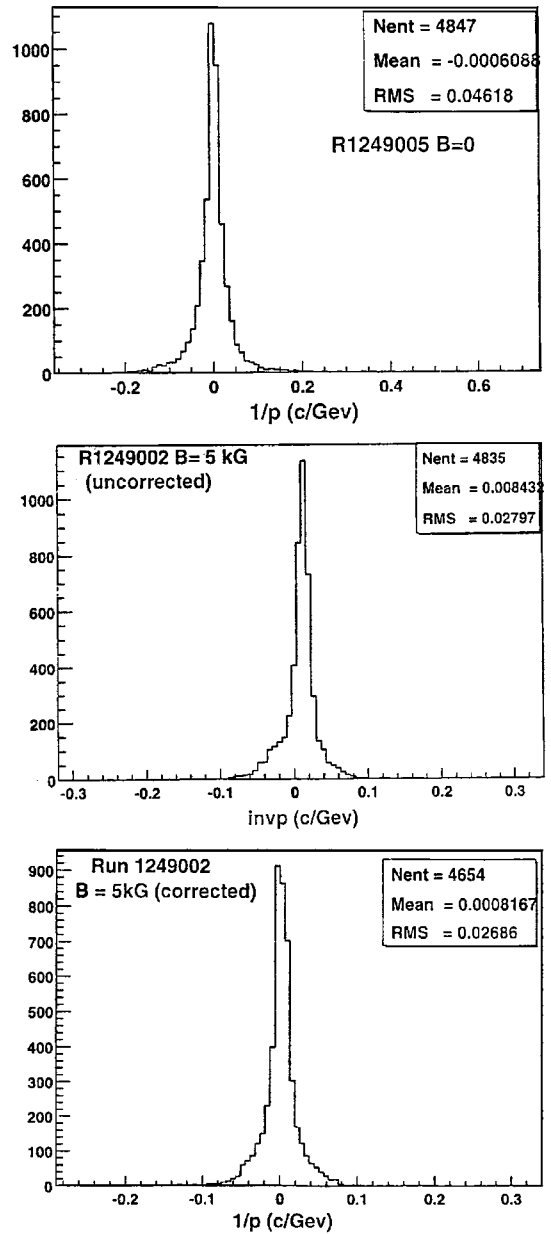 Nent = 4847
Mean = -0.0006088
RMS = 0.04618
R1249005 B=0
1000
800
600
400
200
0
-0.2 0 0.2 0.4 0.6
1/p (c/Gev)
R1249002 B= 5 kG
(uncorrected)
Nent = 4835
Mean = 0.008432
RMS = 0.02797
1000
800
600
400
200
0
-0.3 -0.2 -0.1 0 0.1 0.2 0.3
invp (c/Gev)
Run 1249002
B = 5kG (corrected)
Nent = 4654
Mean = 0.0008167
RMS = 0.02686
900
800
700
600
500
400
300
200
100
0
-0.2 -0.1 0 0.1 0.2 0.3
1/p (c/Gev)